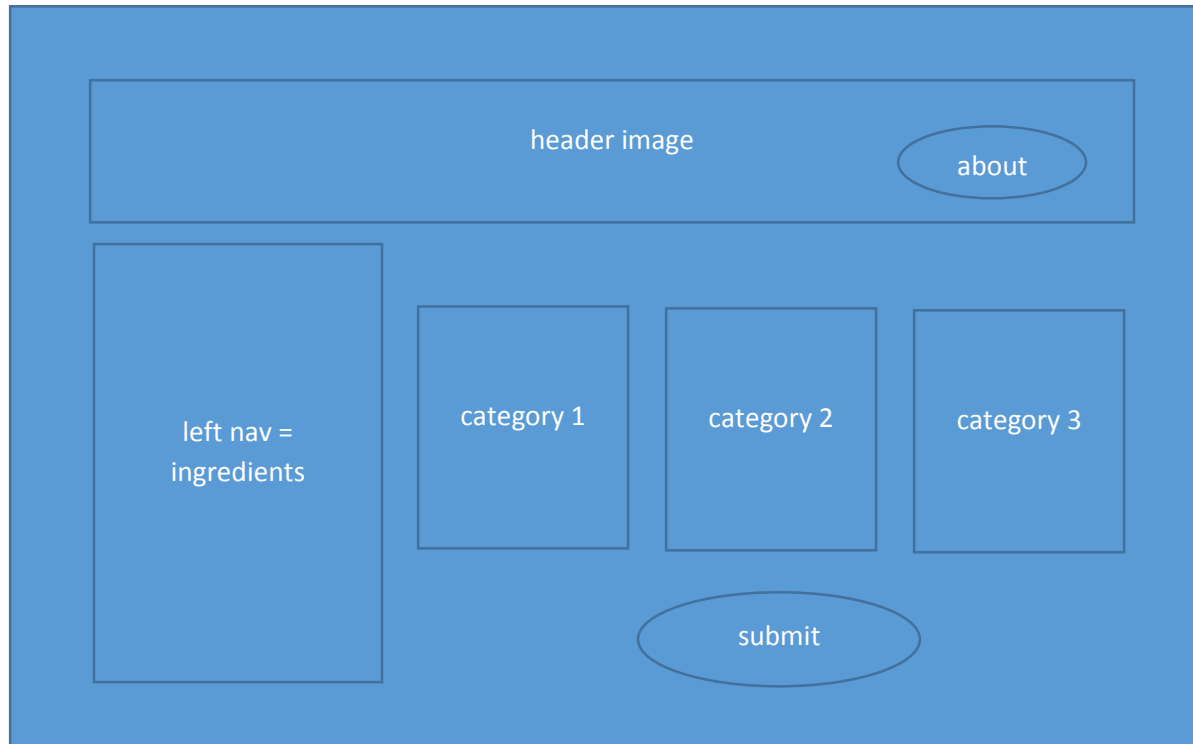 header image
about
left nav =
ingredients
category 1
category 2
category 3
submit